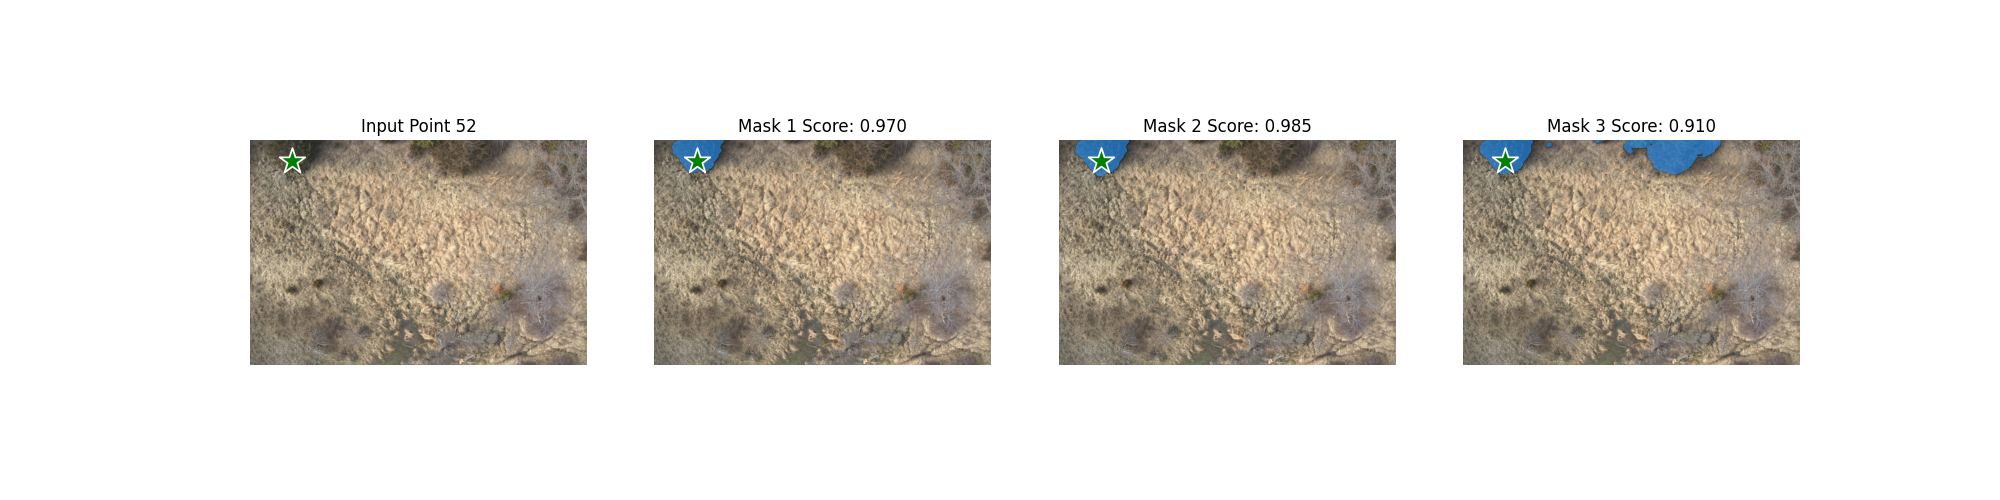 Input Point 52
Mask 1 Score: 0.970
Mask 2 Score: 0.985
Mask 3 Score: 0.910